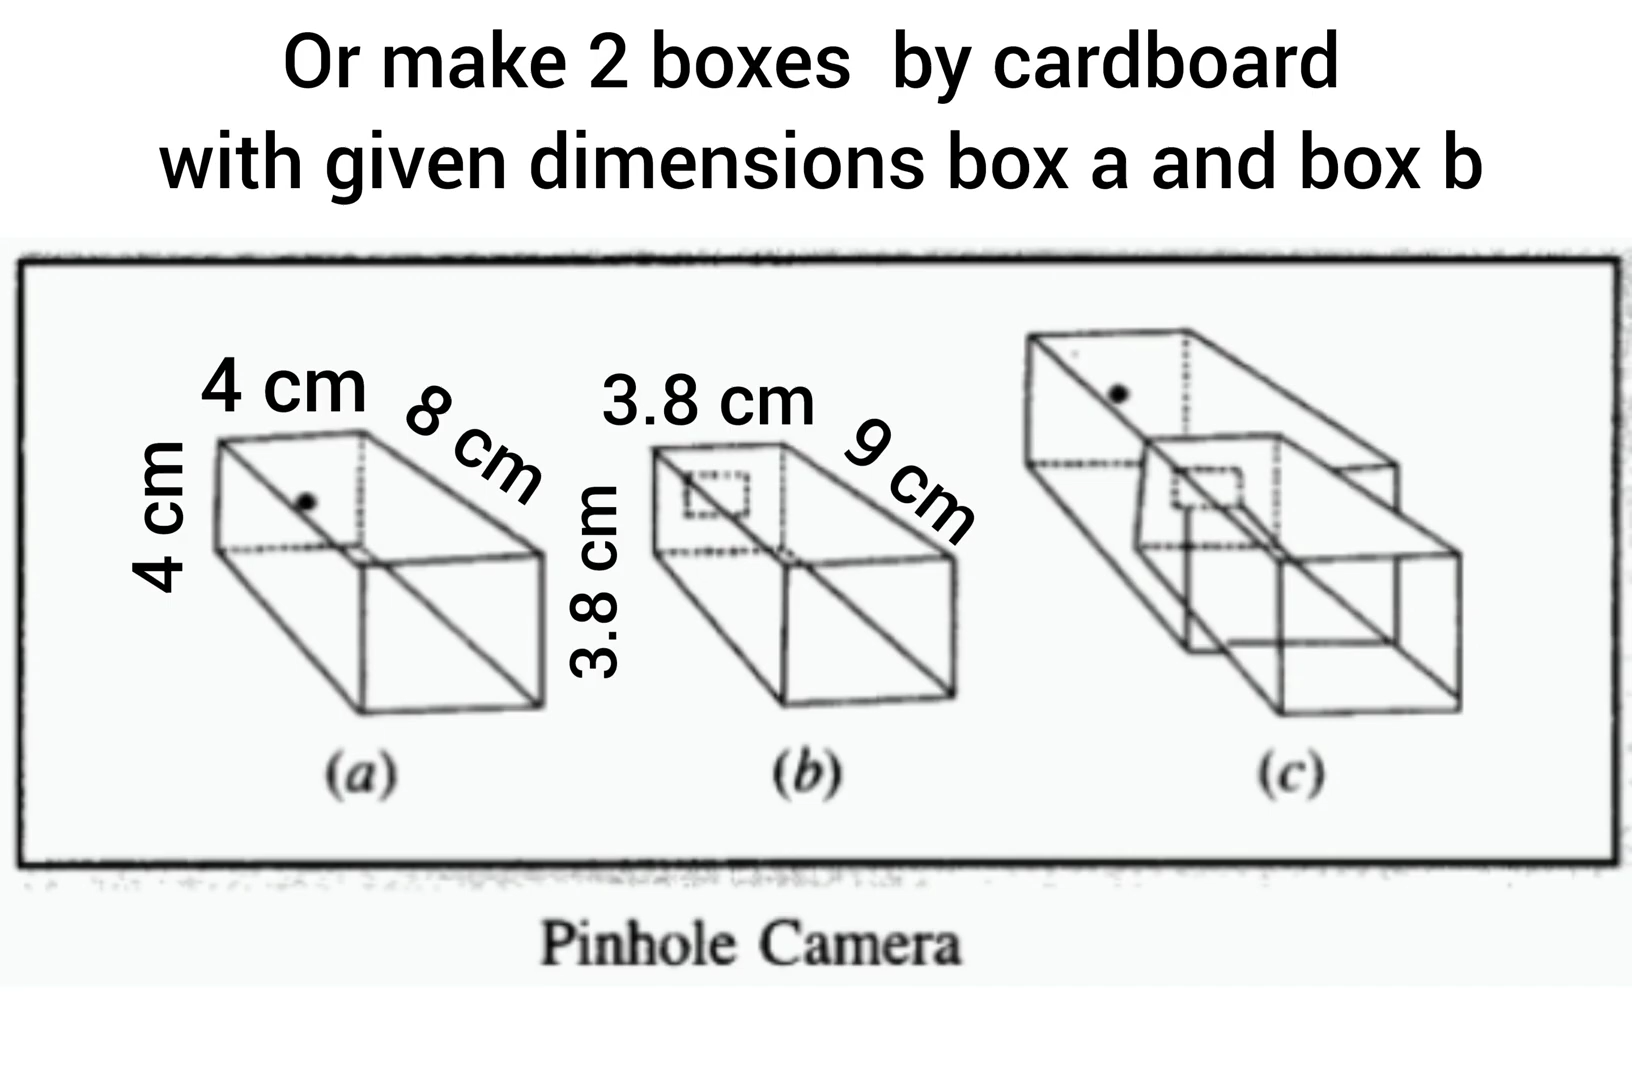 Or make 2 boxes by cardboard
with given dimensions box a and box b
4 cm
8 cm
4 cm
3.8 cm
9 cm
3.8 cm
(a)
(b)
(c)
Pinhole Camera